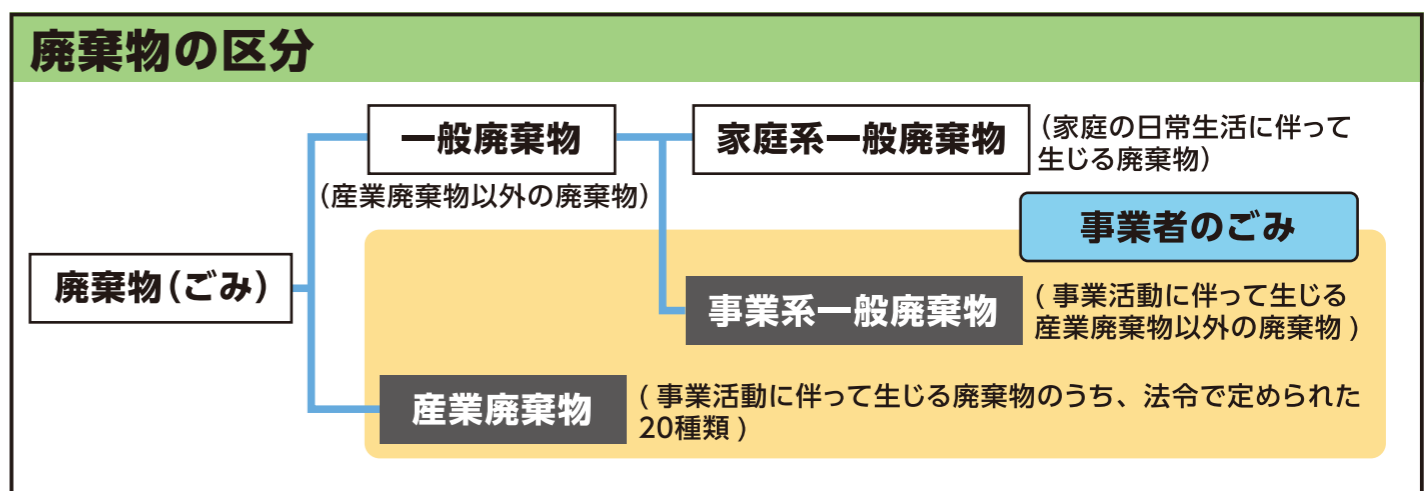 廃棄物の区分
一般廃棄物
(産業廃棄物以外の廃棄物)
家庭系一般廃棄物
(家庭の日常生活に伴って
生じる廃棄物)
事業者のごみ
廃棄物(ごみ)
事業系一般廃棄物
( 事業活動に伴って生じる
産業廃棄物以外の廃棄物 )
産業廃棄物
( 事業活動に伴って生じる廃棄物のうち、法令で定められた
20種類 )